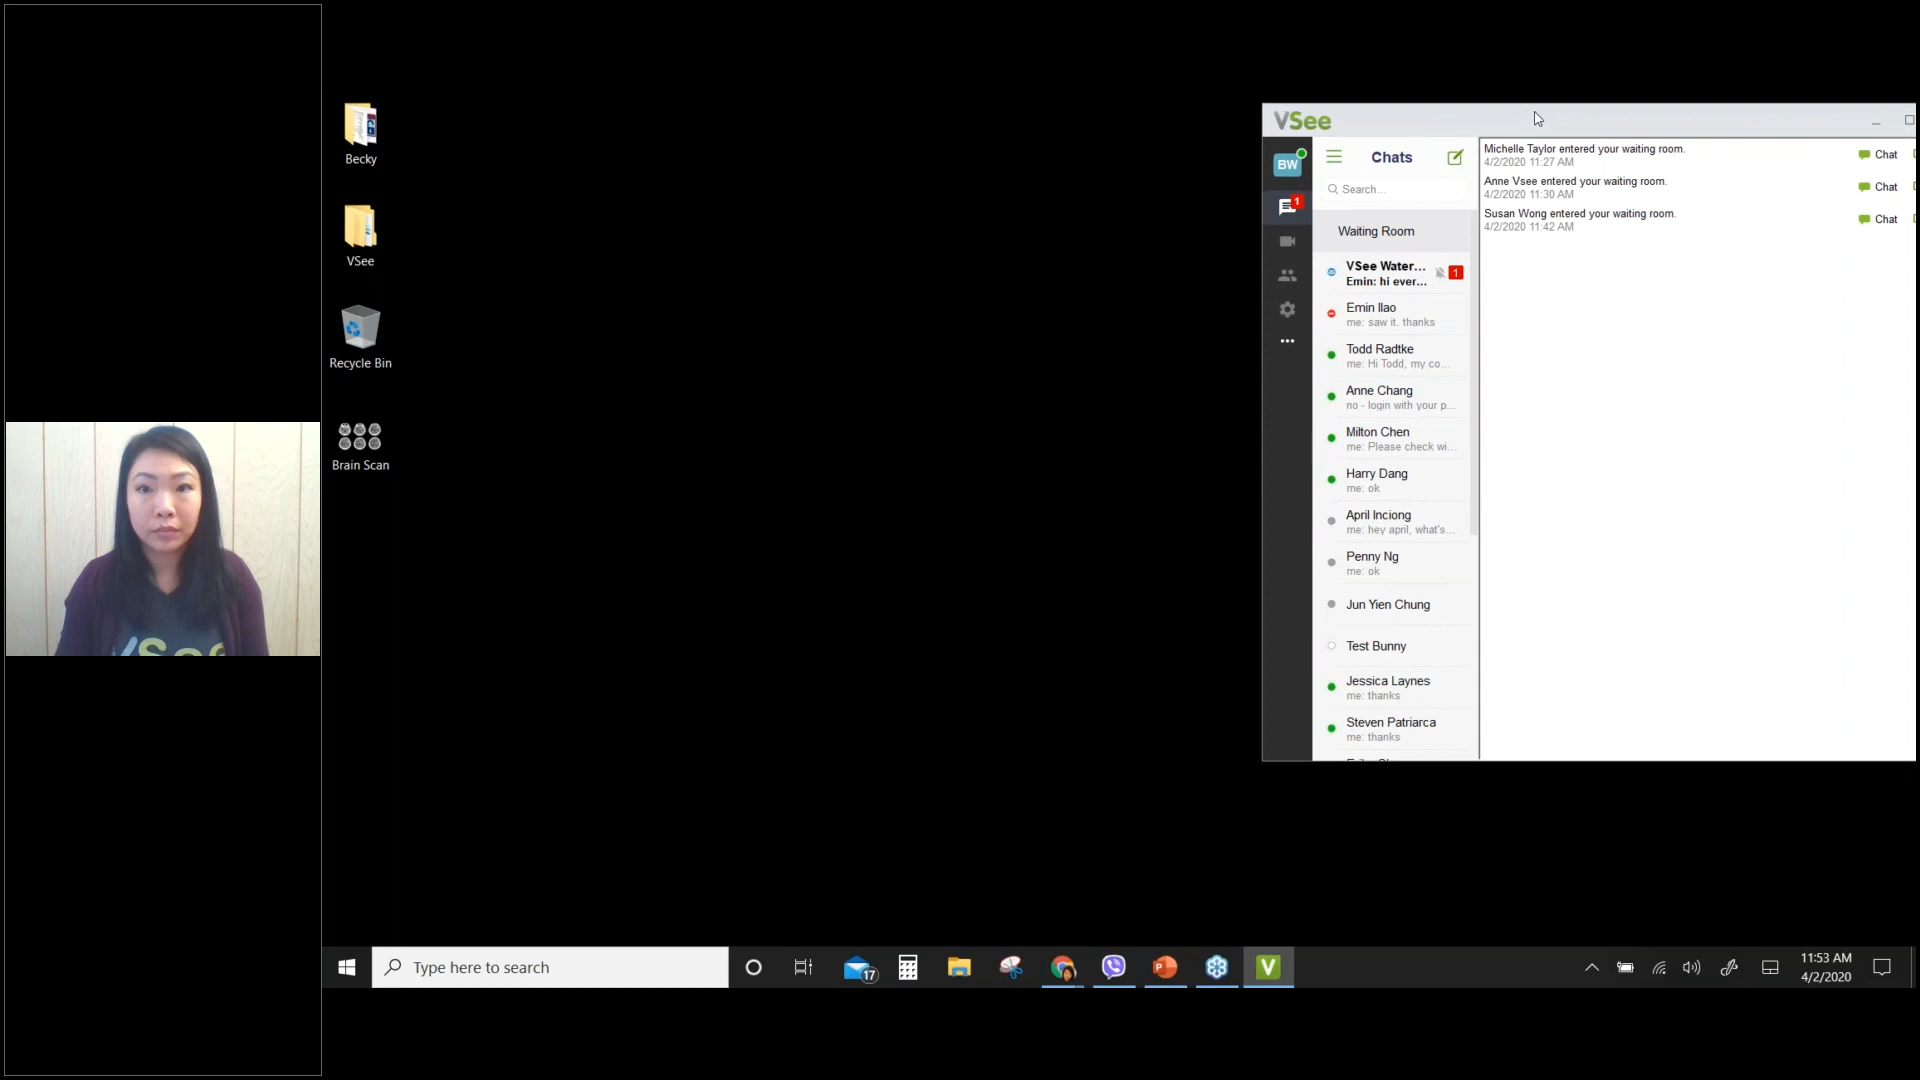 Becky
VSee
Recycle Bin
Brain Scan
VSee
VSee
BW
1
Chats
Search...
Waiting Room
VSee Water...
Emin: hi ever...
1
Emin Ilao
me: saw it. thanks
Todd Radtke
me: Hi Todd, my co...
Anne Chang
no - login with your p...
Milton Chen
me: Please check wi...
Harry Dang
me: ok
April Inciong
me: hey april, what's...
Penny Ng
me: ok
Jun Yien Chung
Test Bunny
Jessica Laynes
me: thanks
Steven Patriarca
me: thanks
Michelle Taylor entered your waiting room.
4/2/2020 11:27 AM
Chat
Anne Vsee entered your waiting room.
4/2/2020 11:30 AM
Chat
Susan Wong entered your waiting room.
4/2/2020 11:42 AM
Chat
Type here to search
17
P
V
11:53 AM
4/2/2020